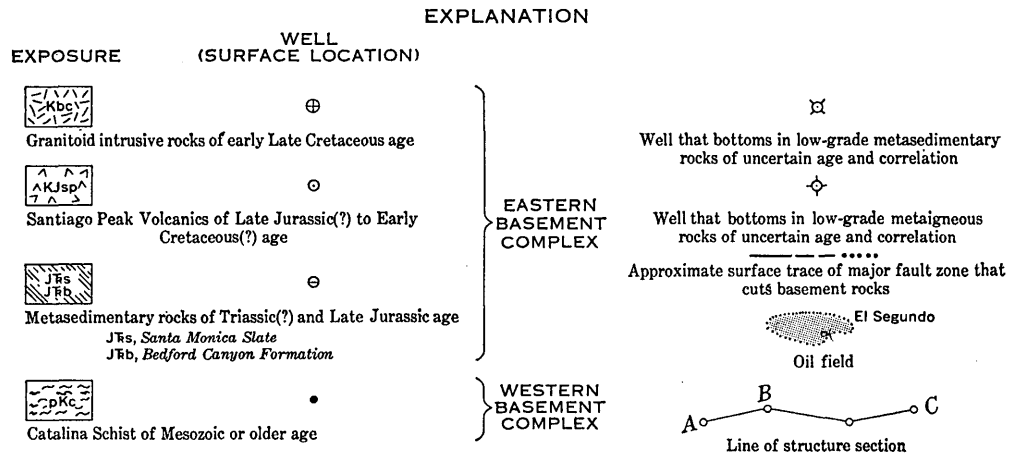 EXPLANATION
EXPOSURE
WELL
(SURFACE LOCATION)
Kbc
Granitoid intrusive rocks of early Late Cretaceous age
KJsp
Santiago Peak Volcanics of Late Jurassic(?) to Early
Cretaceous(?) age
JTRs
JTRb
Metasedimentary rocks of Triassic(?) and Late Jurassic age
JTRs, Santa Monica Slate
JTRb, Bedford Canyon Formation
EASTERN
BASEMENT
COMPLEX
pKc
Catalina Schist of Mesozoic or older age
WESTERN
BASEMENT
COMPLEX
Well that bottoms in low-grade metasedimentary
rocks of uncertain age and correlation
Well that bottoms in low-grade metaigneous
rocks of uncertain age and correlation
Approximate surface trace of major fault zone that
cuts basement rocks
El Segundo
Oil field
A B C
Line of structure section